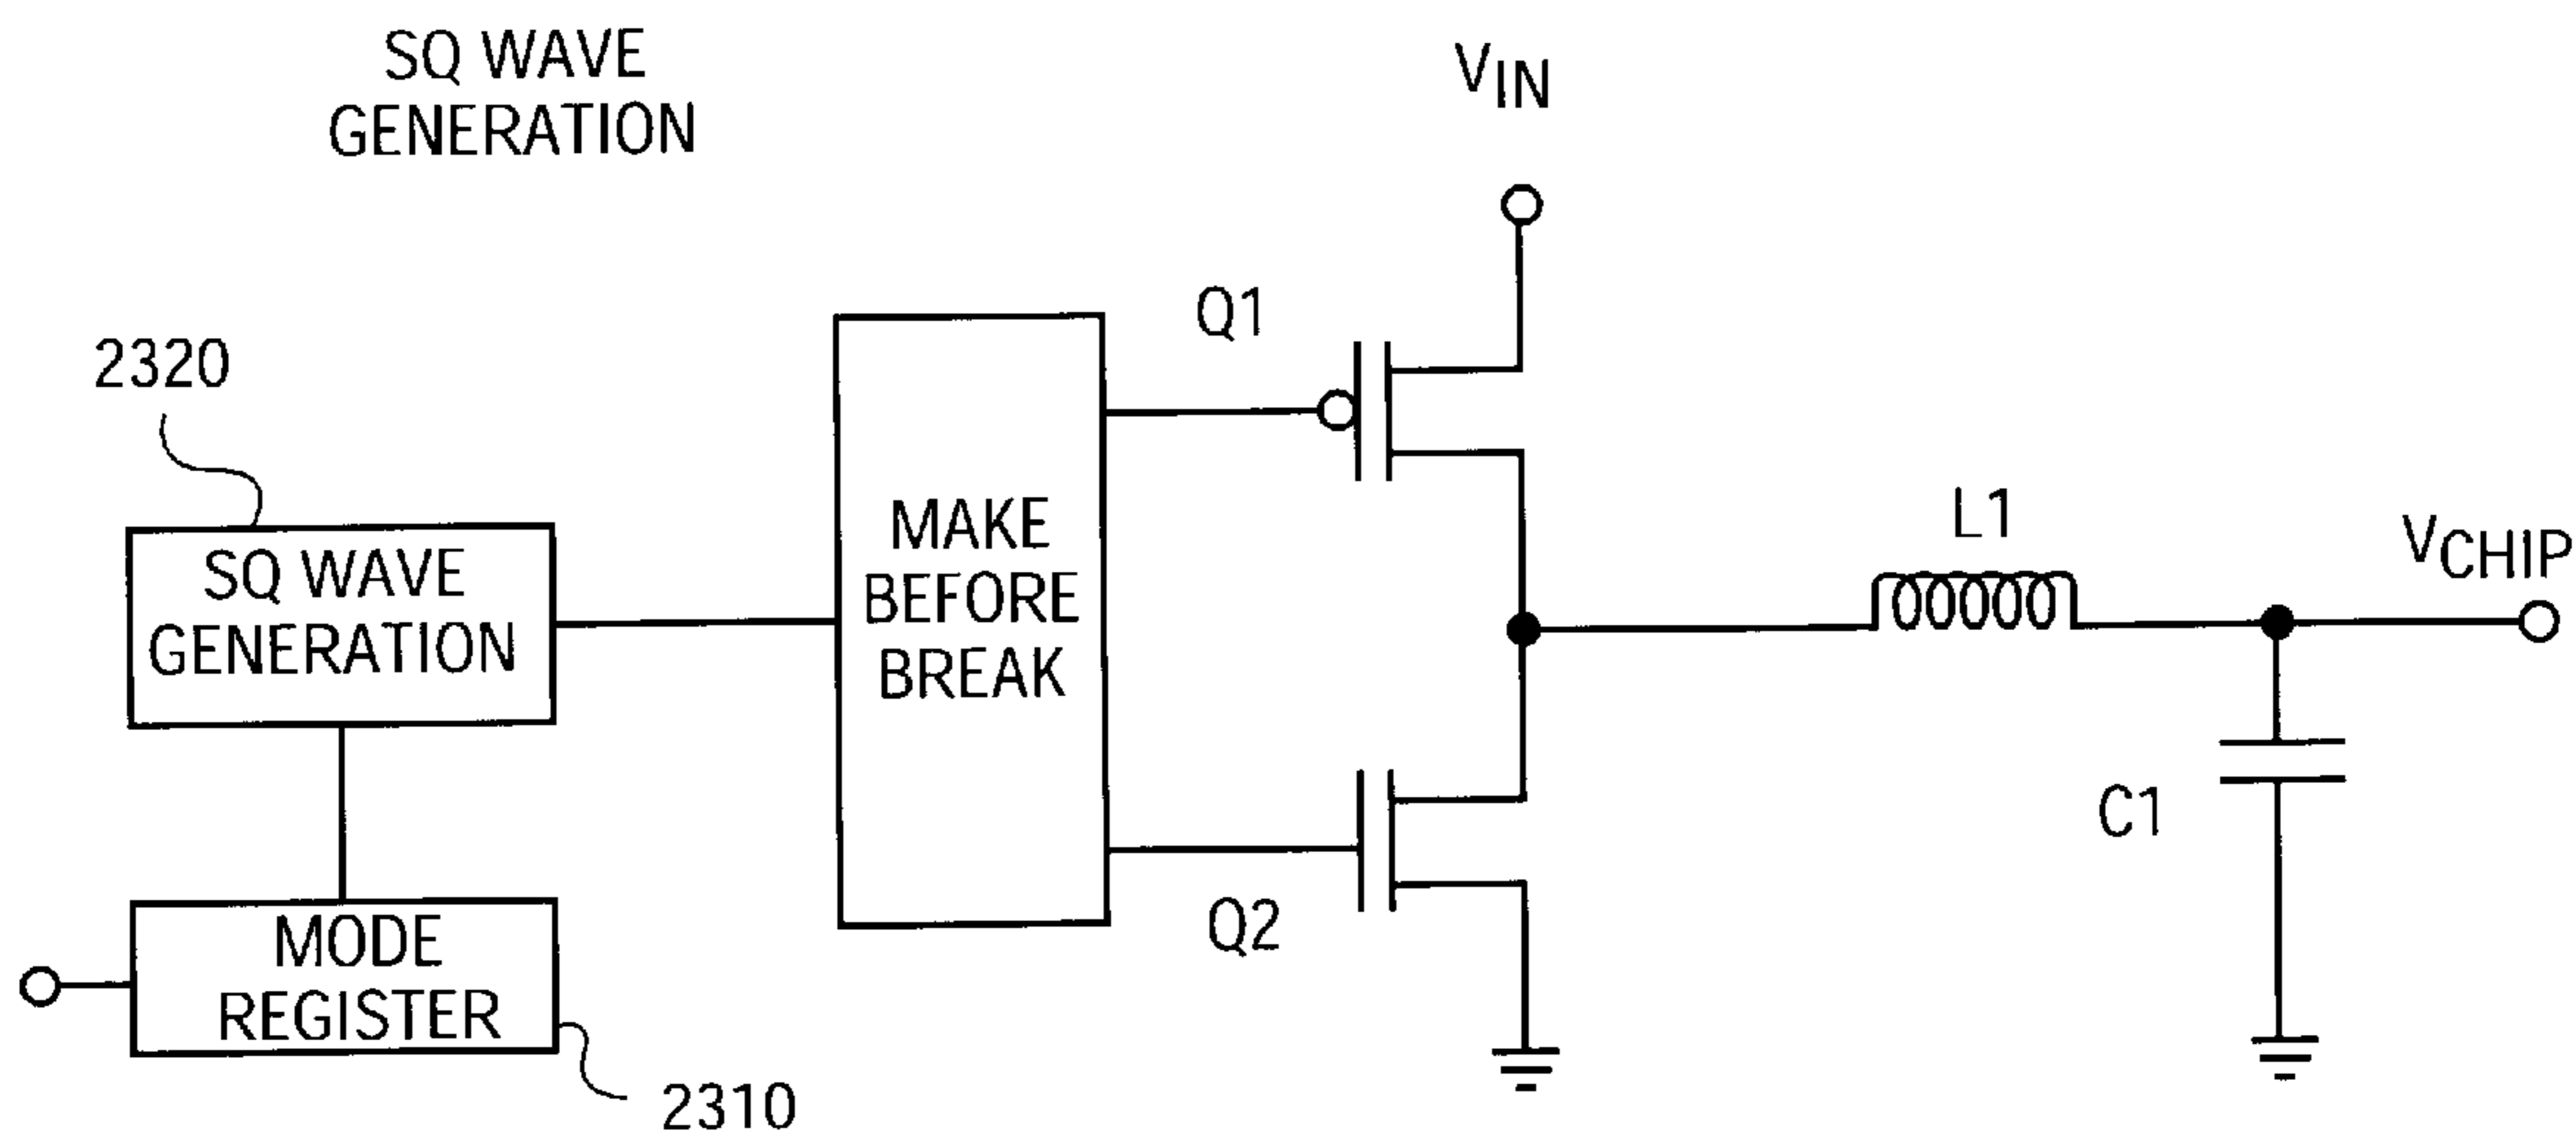 SQ WAVE
GENERATION
VIN
Q1
2320
L1
VCHIP
MAKE
BEFORE
BREAK
SQ WAVE
GENERATION
C1
Q2
MODE
REGISTER
2310